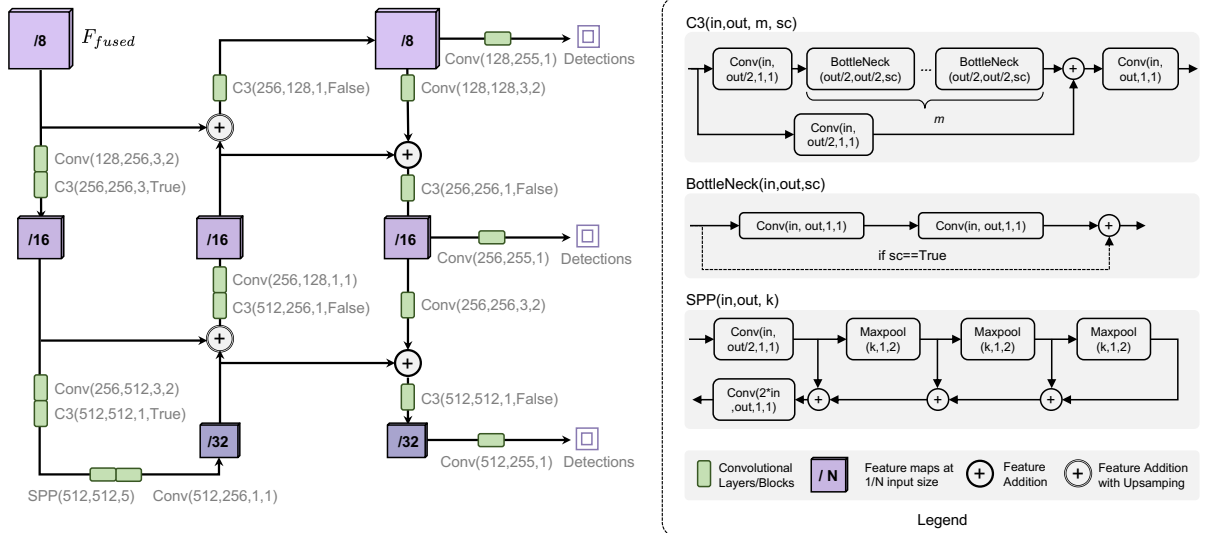 /8
F_fused
/8
Conv(128,255,1)
Detections
C3(256,128,1,False)
Conv(128,128,3,2)
Conv(128,256,3,2)
C3(256,256,3,True)
C3(256,256,1,False)
/16
/16
/16
Conv(256,255,1)
Detections
Conv(256,128,1,1)
C3(512,256,1,False)
Conv(256,256,3,2)
Conv(256,512,3,2)
C3(512,512,1,True)
C3(512,512,1,False)
/32
/32
Conv(512,255,1)
Detections
SPP(512,512,5)
Conv(512,256,1,1)
C3(in,out, m, sc)
Conv(in,
out/2,1,1)
BottleNeck
(out/2,out/2,sc)
...
BottleNeck
(out/2,out/2,sc)
Conv(in,
out,1,1)
m
Conv(in,
out/2,1,1)
BottleNeck(in,out,sc)
Conv(in, out,1,1)
Conv(in, out,1,1)
if sc==True
SPP(in,out, k)
Conv(in,
out/2,1,1)
Maxpool
(k,1,2)
Maxpool
(k,1,2)
Maxpool
(k,1,2)
Conv(2*in
,out,1,1)
Convolutional
Layers/Blocks
/ N
Feature maps at
1/N input size
Feature
Addition
Feature Addition
with Upsamping
Legend